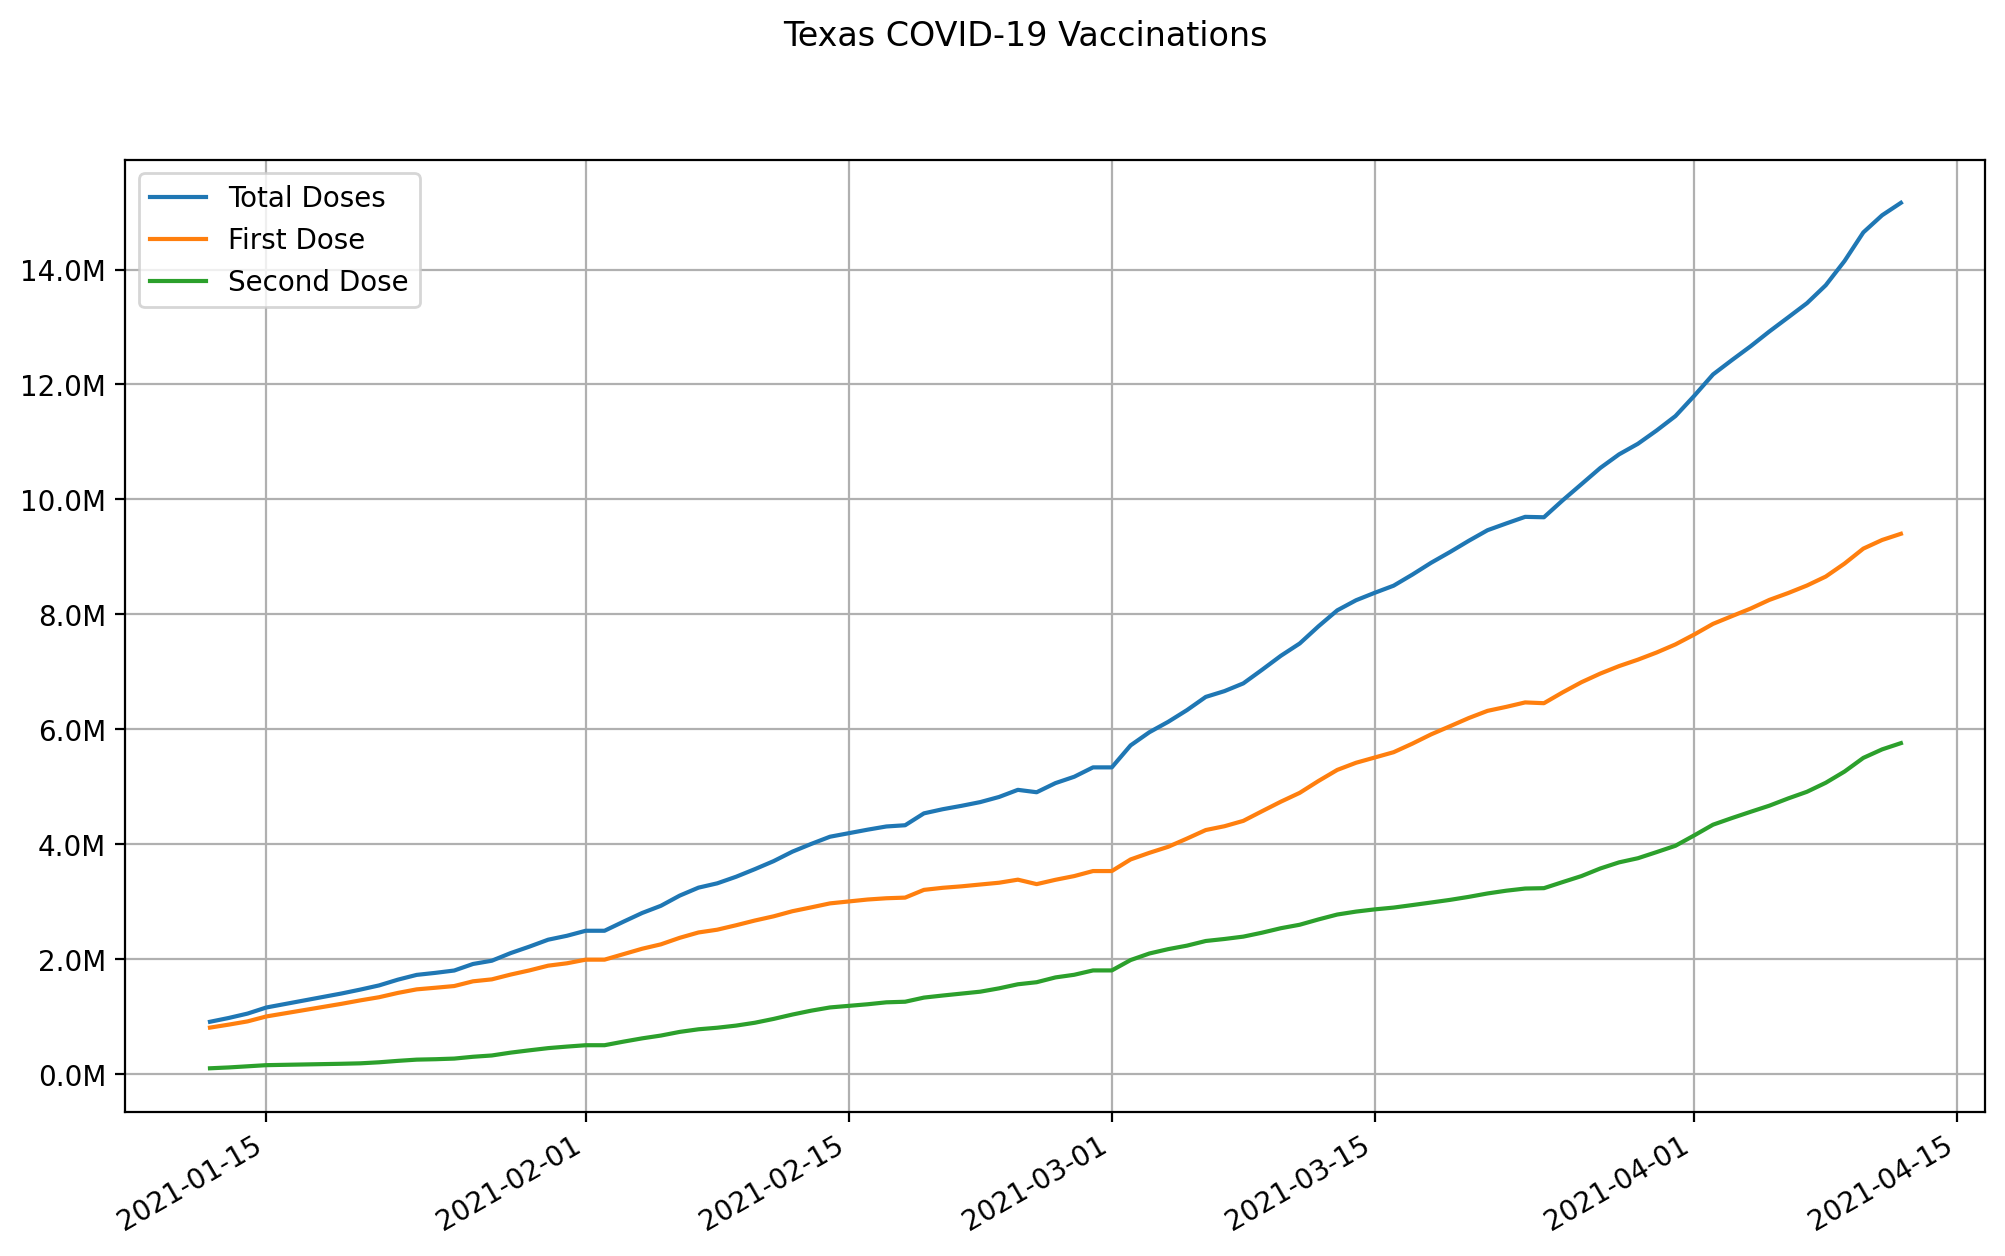 Texas COVID-19 Vaccinations
Total Doses
First Dose
Second Dose
14.0M
12.0M
10.0M
8.0M
6.0M
4.0M
2.0M
0.0M
2021-01-15
2021-02-01
2021-02-15
2021-03-01
2021-03-15
2021-04-01
2021-04-15